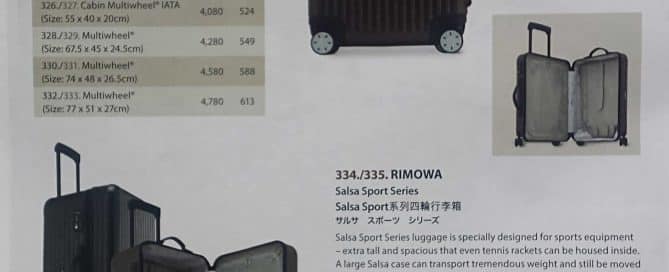 326./327. Cabin Multiwheel® IATA
(Size: 55 x 40 x 20cm) 4,080 524
328./329. Multiwheel®
(Size: 67.5 x 45 x 24.5cm) 4,280 549
330./331. Multiwheel®
(Size: 74 x 48 x 26.5cm) 4,580 588
332./333. Multiwheel®
(Size: 77 x 51 x 27cm) 4,780 613
334./335. RIMOWA
Salsa Sport Series
Salsa Sport系列四輪行李箱
サルサ スポーツ シリーズ
Salsa Sport Series luggage is specially designed for sports equipment
– extra tall and spacious that even tennis rackets can be housed inside.
A large Salsa case can transport tremendous weight and still be moved